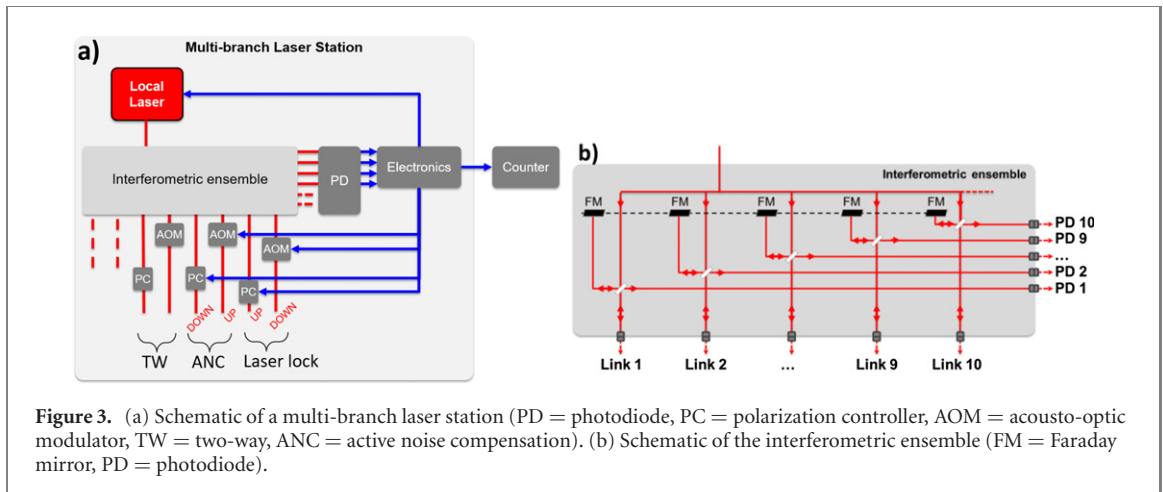 a)
Multi-branch Laser Station
Local
Laser
Interferometric ensemble
PD
Electronics
Counter
AOM
AOM
AOM
PC
PC
PC
DOWN
UP
UP
DOWN
TW
ANC
Laser lock
b)
Interferometric ensemble
FM
FM
FM
FM
FM
PD 10
PD 9
...
PD 2
PD 1
Link 1
Link 2
...
Link 9
Link 10
Figure 3. (a) Schematic of a multi-branch laser station (PD = photodiode, PC = polarization controller, AOM = acousto-optic
modulator, TW = two-way, ANC = active noise compensation). (b) Schematic of the interferometric ensemble (FM = Faraday
mirror, PD = photodiode).